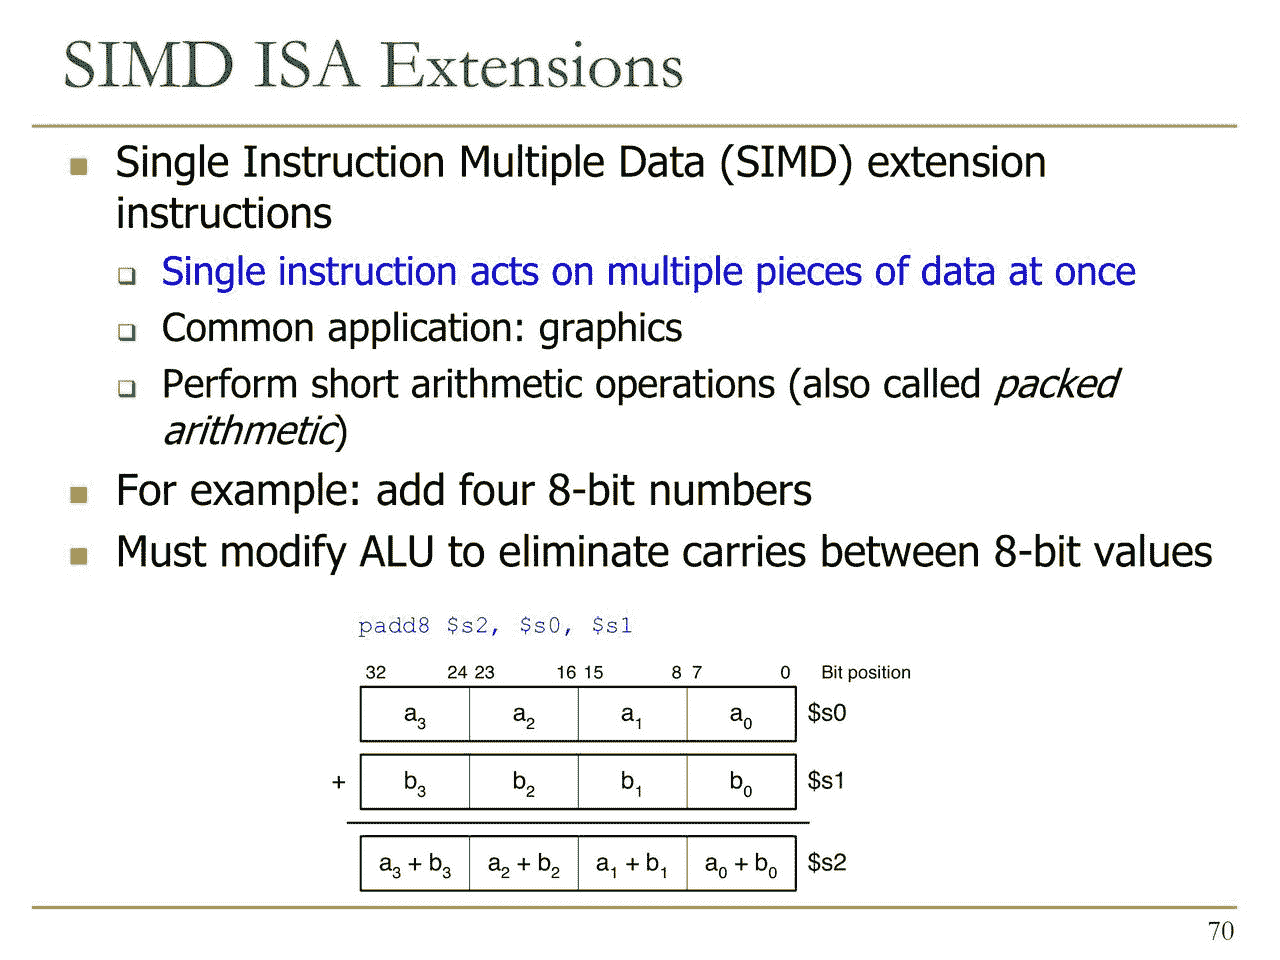 SIMD ISA Extensions
Single Instruction Multiple Data (SIMD) extension
instructions
Single instruction acts on multiple pieces of data at once
Common application: graphics
Perform short arithmetic operations (also called packed
arithmetic)
For example: add four 8-bit numbers
Must modify ALU to eliminate carries between 8-bit values
padd8 $s2, $s0, $s1
32 24 23 16 15 8 7 0 Bit position
a3 a2 a1 a0 $s0
+ b3 b2 b1 b0 $s1
a3 + b3 a2 + b2 a1 + b1 a0 + b0 $s2
70